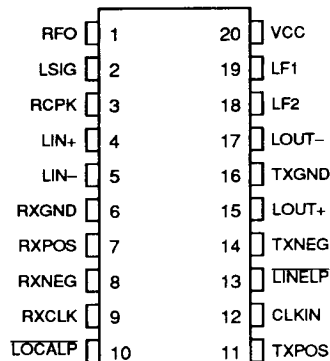 RFO 1 20 VCC
LSIG 2 19 LF1
RCPK 3 18 LF2
LIN+ 4 17 LOUT–
LIN– 5 16 TXGND
RXGND 6 15 LOUT+
RXPOS 7 14 TXNEG
RXNEG 8 13 LINELP
RXCLK 9 12 CLKIN
LOCALP 10 11 TXPOS